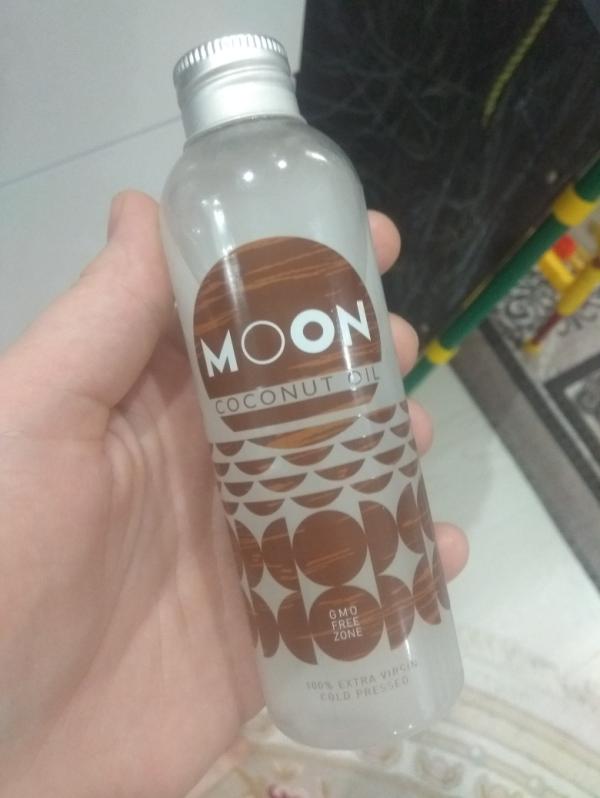 MOON
COCONUT OIL
GMO
FREE
ZONE
100% EXTRA VIRGIN
COLD PRESSED